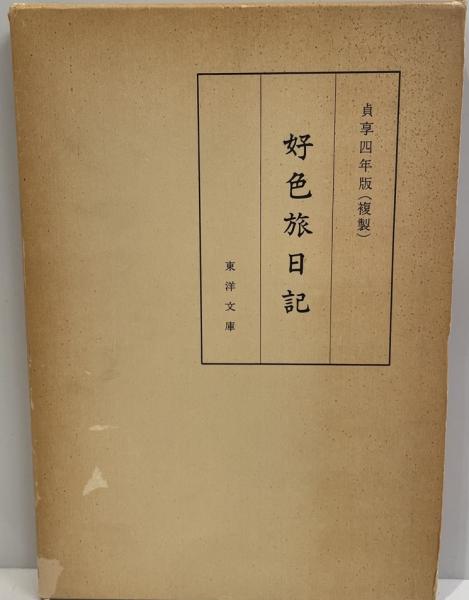 貞享四年版（複製）
好色旅日記
東洋文庫